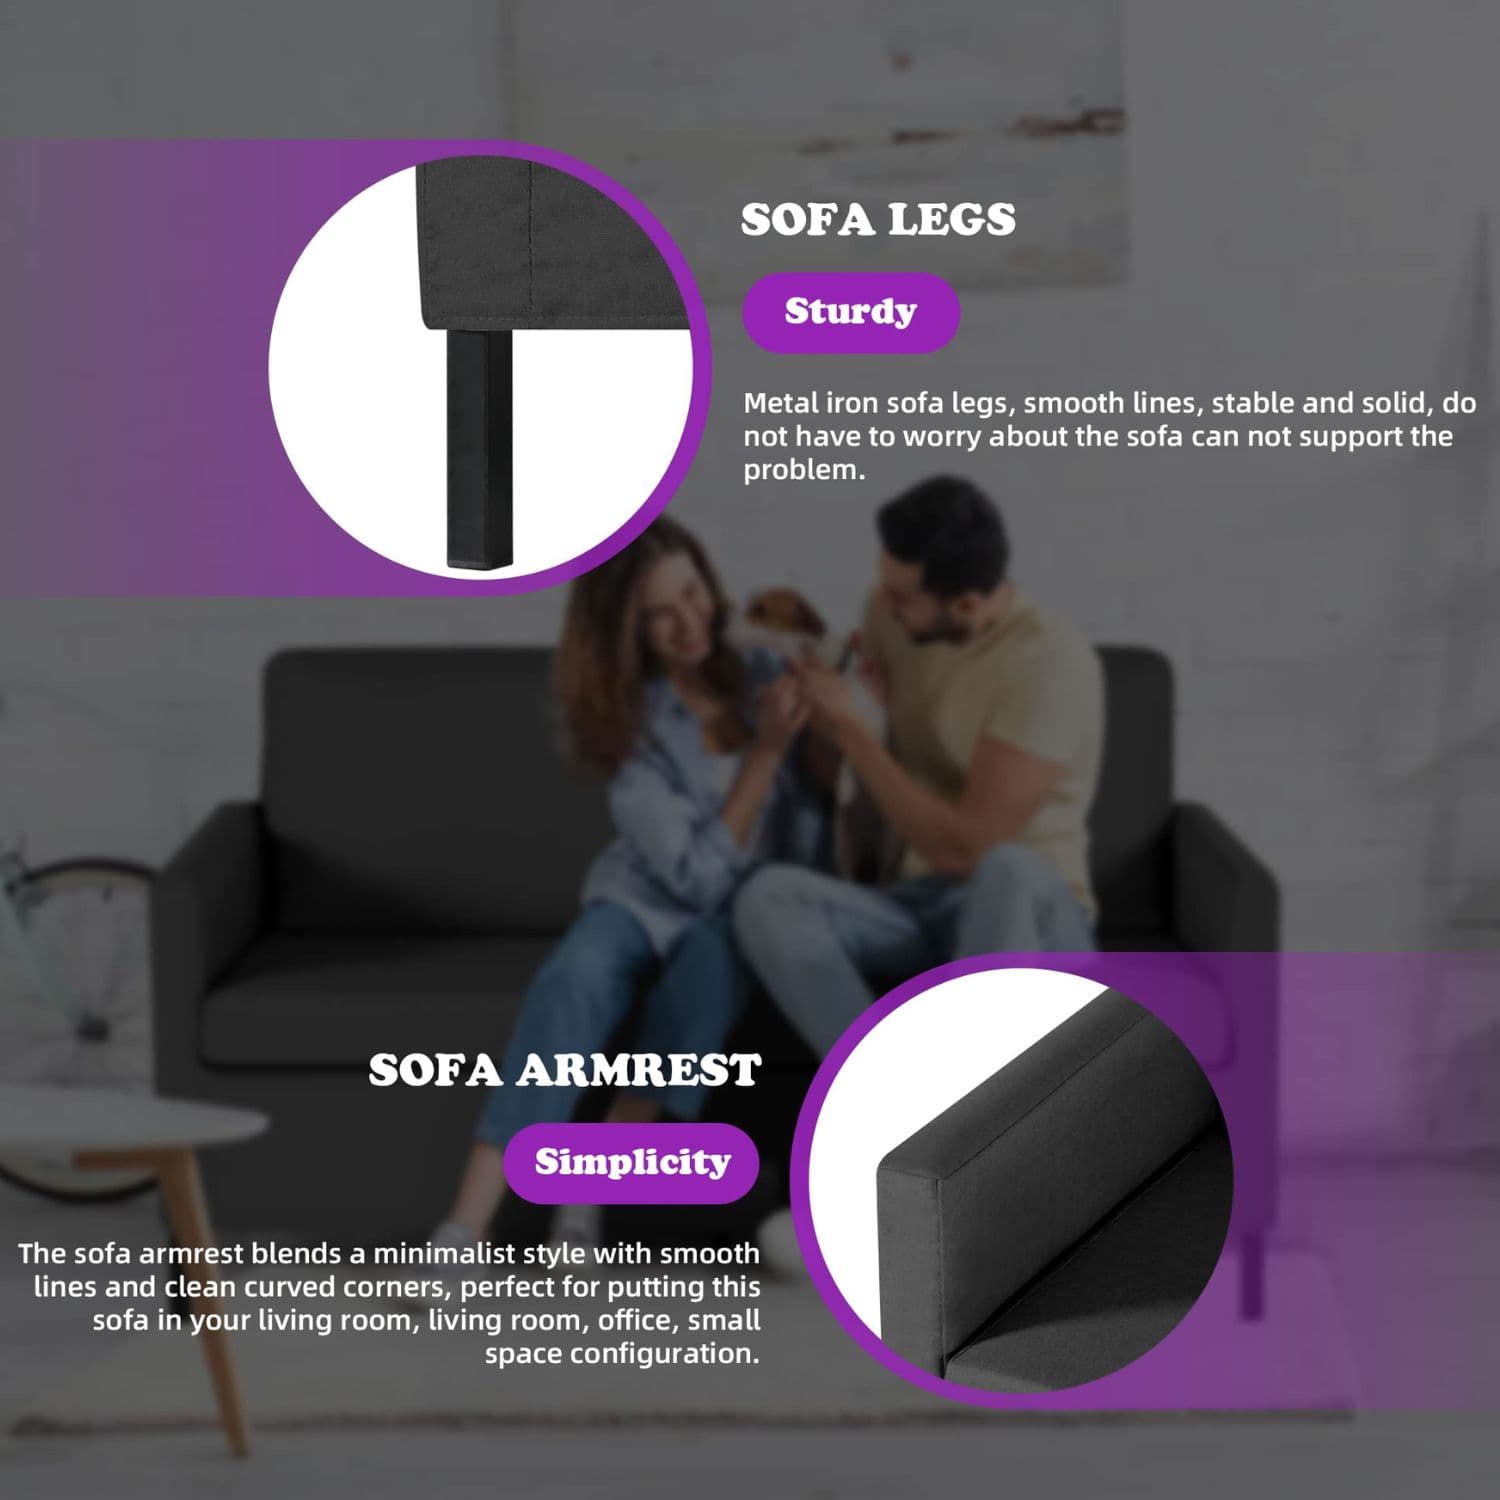 SOFA LEGS
Sturdy
Metal iron sofa legs, smooth lines, stable and solid, do
not have to worry about the sofa can not support the
problem.
SOFA ARMREST
Simplicity
The sofa armrest blends a minimalist style with smooth
lines and clean curved corners, perfect for putting this
sofa in your living room, living room, office, small
space configuration.